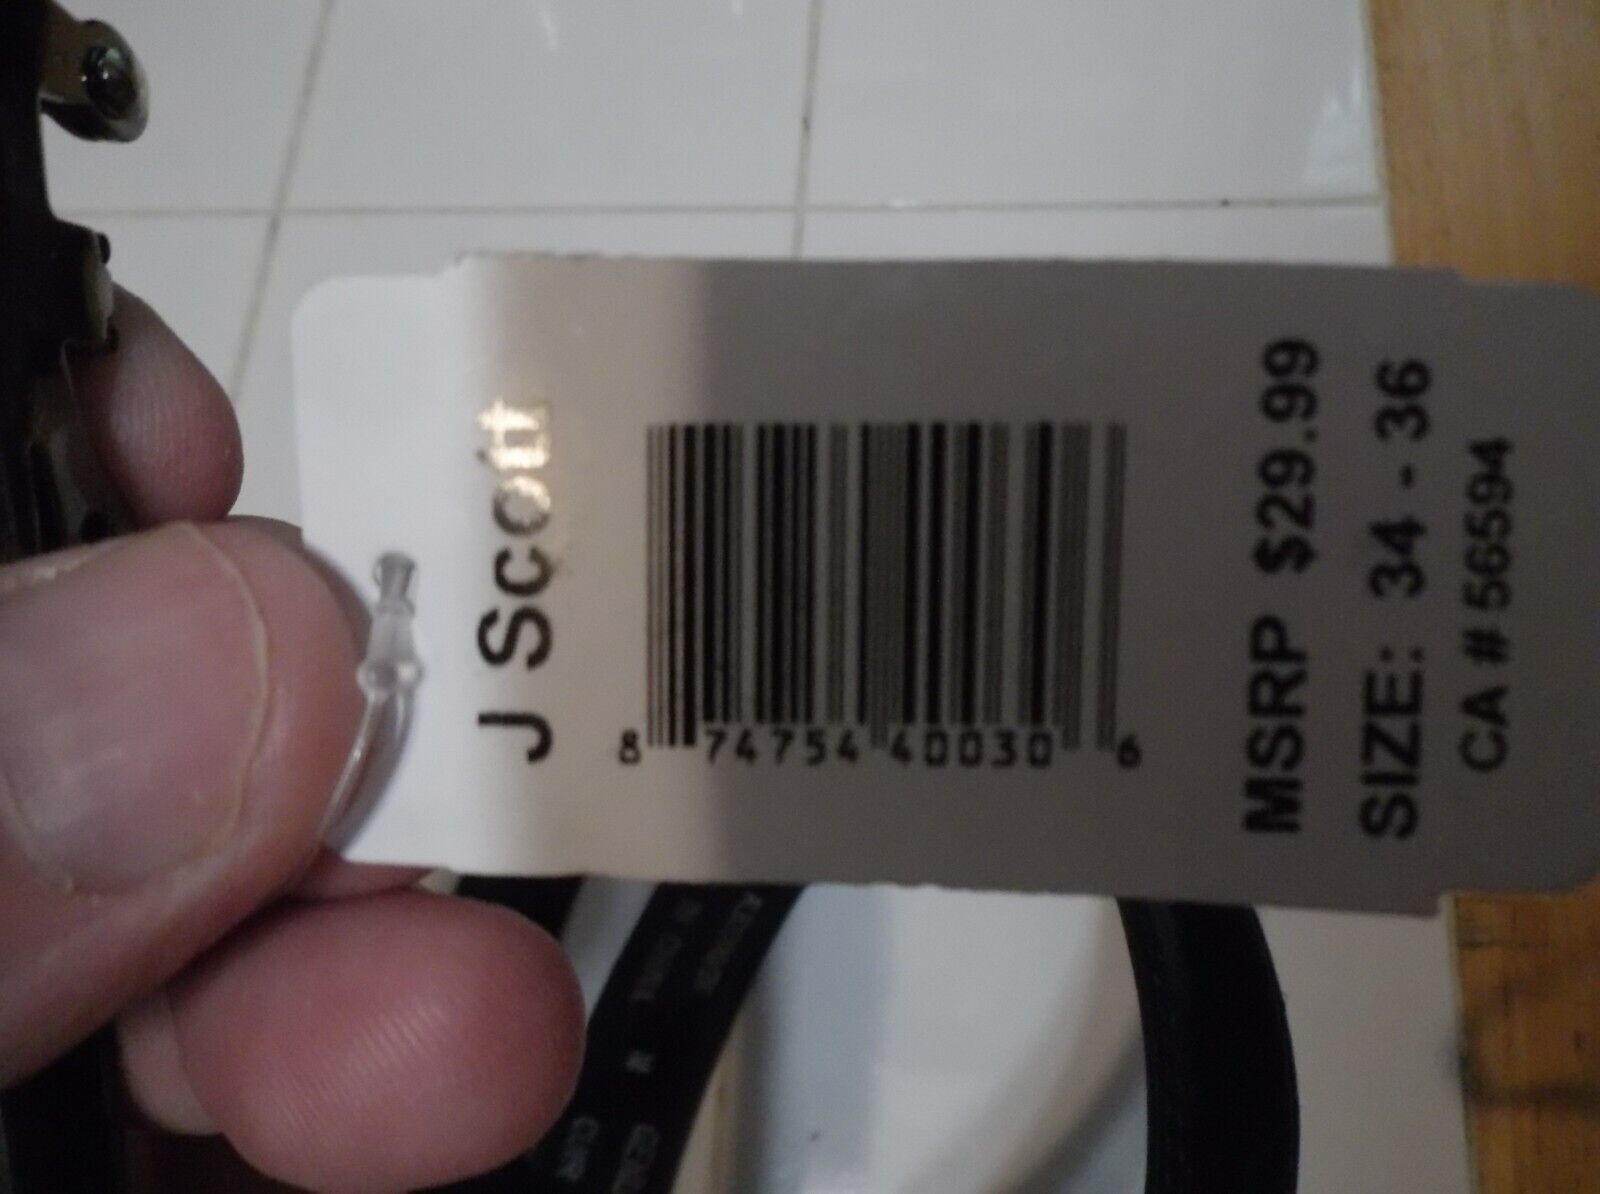 J Scott
8 74754 40030 6
MSRP $29.99
SIZE: 34 - 36
CA # 56594